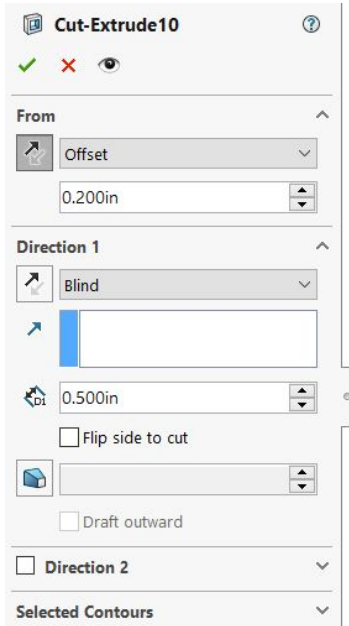 Cut-Extrude10
From
Offset
0.200in
Direction 1
Blind
D1
0.500in
Flip side to cut
Draft outward
Direction 2
Selected Contours